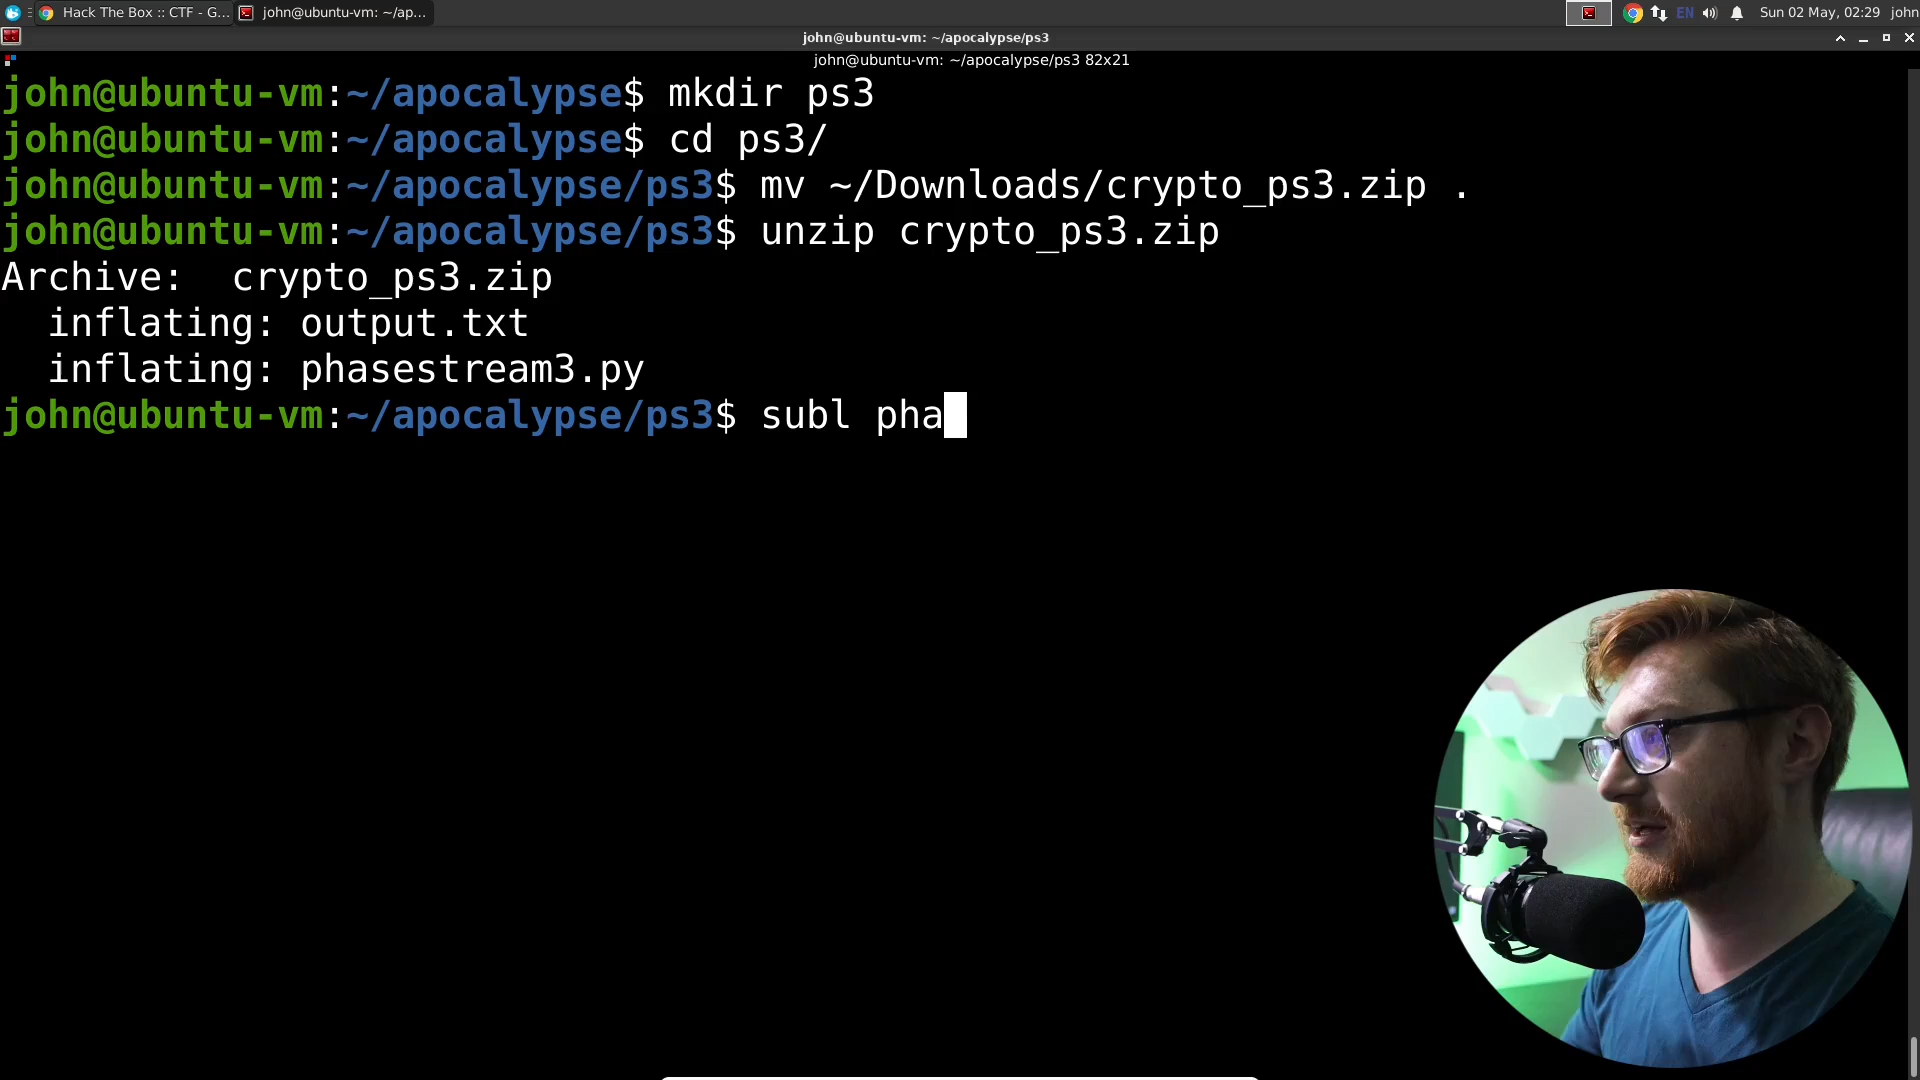 Hack The Box :: CTF - G...
john@ubuntu-vm: ~/ap...
EN
Sun 02 May, 02:29
john
john@ubuntu-vm: ~/apocalypse/ps3
john@ubuntu-vm: ~/apocalypse/ps3 82x21
john@ubuntu-vm:~/apocalypse$ mkdir ps3
john@ubuntu-vm:~/apocalypse$ cd ps3/
john@ubuntu-vm:~/apocalypse/ps3$ mv ~/Downloads/crypto_ps3.zip .
john@ubuntu-vm:~/apocalypse/ps3$ unzip crypto_ps3.zip
Archive:  crypto_ps3.zip
  inflating: output.txt
  inflating: phasestream3.py
john@ubuntu-vm:~/apocalypse/ps3$ subl pha